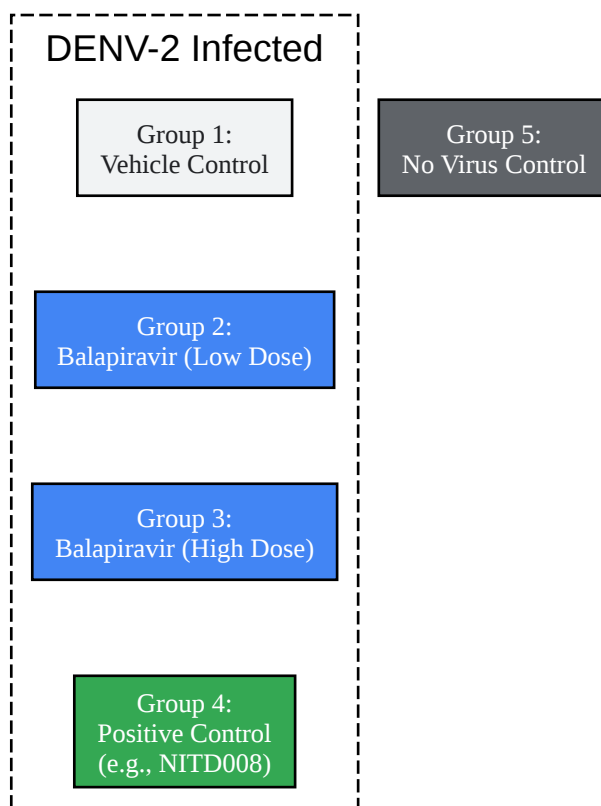 DENV-2 Infected
Group 1:
Vehicle Control
Group 5:
No Virus Control
Group 2:
Balapiravir (Low Dose)
Group 3:
Balapiravir (High Dose)
Group 4:
Positive Control
(e.g., NITD008)